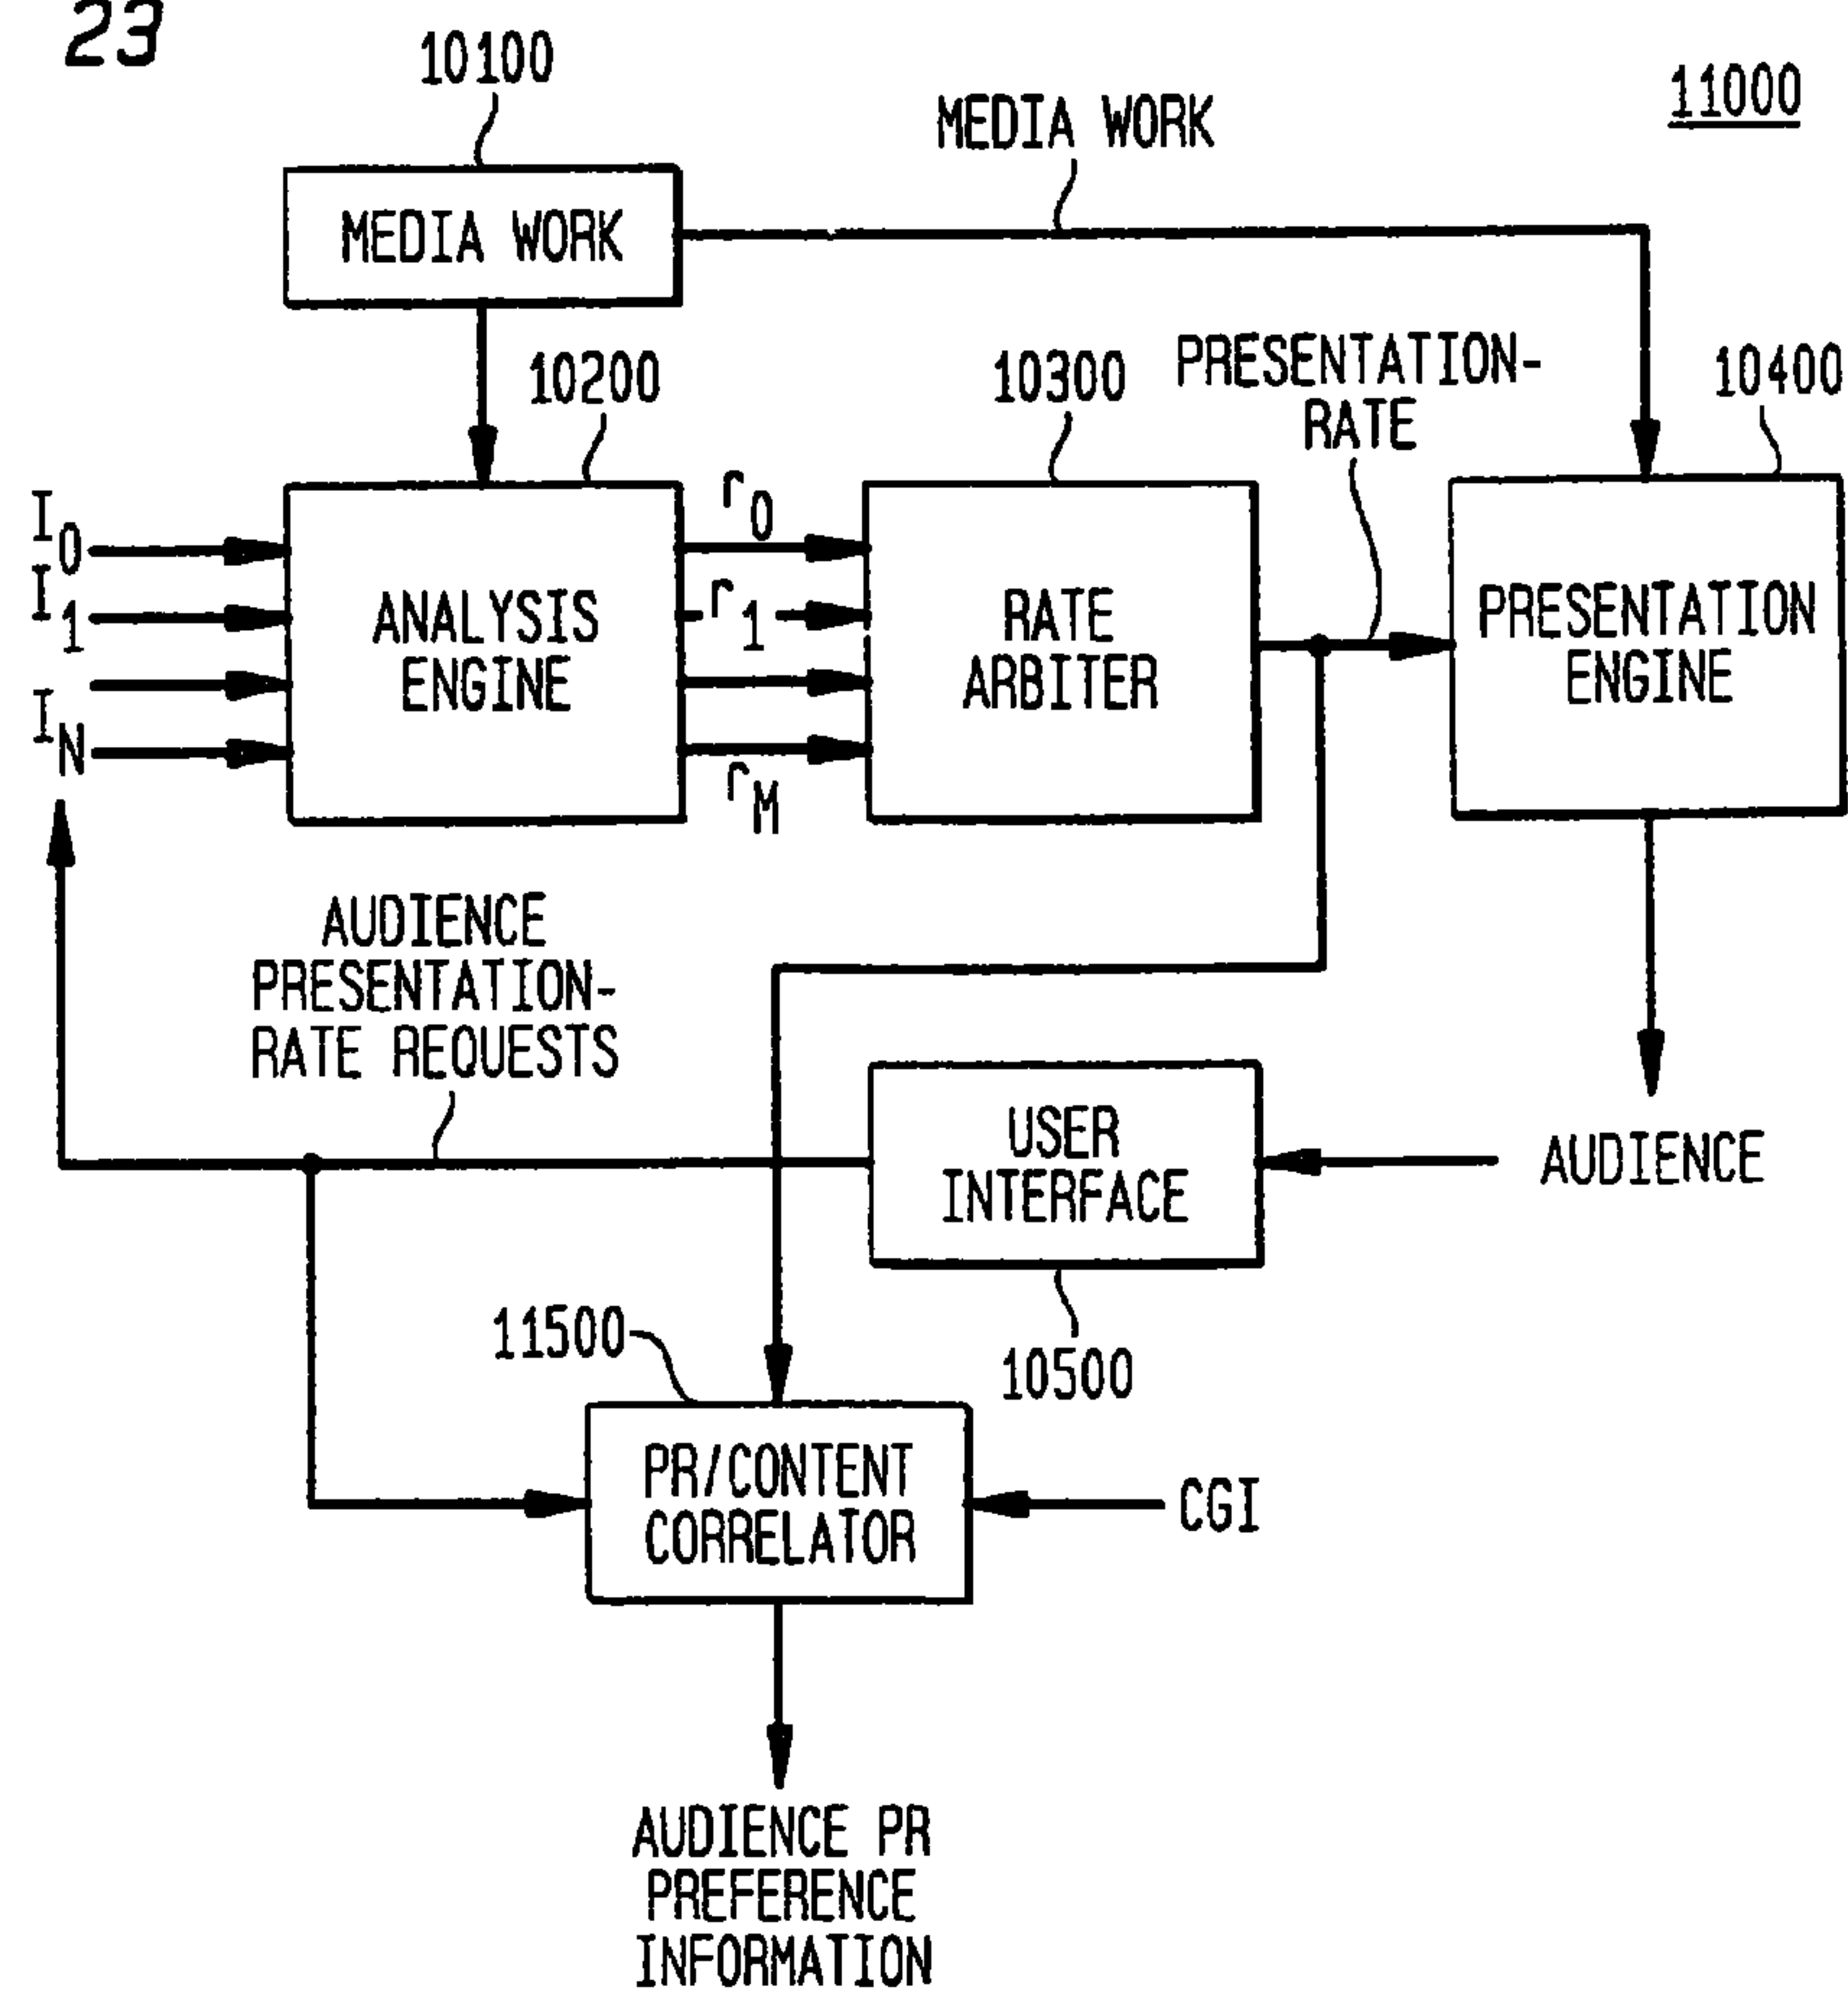 23
10100
11000
MEDIA WORK
MEDIA WORK
10200
10300
PRESENTATION-
RATE
10400
I0
I1
IN
ANALYSIS
ENGINE
r0
r1
rM
RATE
ARBITER
PRESENTATION
ENGINE
AUDIENCE
PRESENTATION-
RATE REQUESTS
USER
INTERFACE
AUDIENCE
11500
10500
PR/CONTENT
CORRELATOR
CGI
AUDIENCE PR
PREFERENCE
INFORMATION